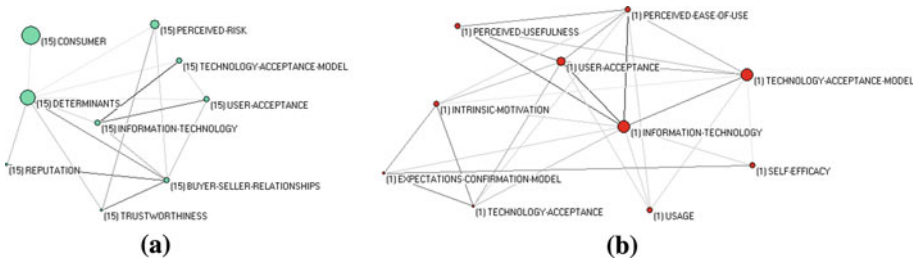 (15) CONSUMER
(15) PERCEIVED-RISK
(15) TECHNOLOGY-ACCEPTANCE-MODEL
(15) DETERMINANTS
(15) USER-ACCEPTANCE
(15) INFORMATION-TECHNOLOGY
(15) REPUTATION
(15) BUYER-SELLER-RELATIONSHIPS
(15) TRUSTWORTHINESS
(a)
(1) PERCEIVED-EASE-OF-USE
(1) PERCEIVED-USEFULNESS
(1) USER-ACCEPTANCE
(1) TECHNOLOGY-ACCEPTANCE-MODEL
(1) INTRINSIC-MOTIVATION
(1) INFORMATION-TECHNOLOGY
(1) SELF-EFFICACY
(1) EXPECTATIONS-CONFIRMATION-MODEL
(1) TECHNOLOGY-ACCEPTANCE
(1) USAGE
(b)